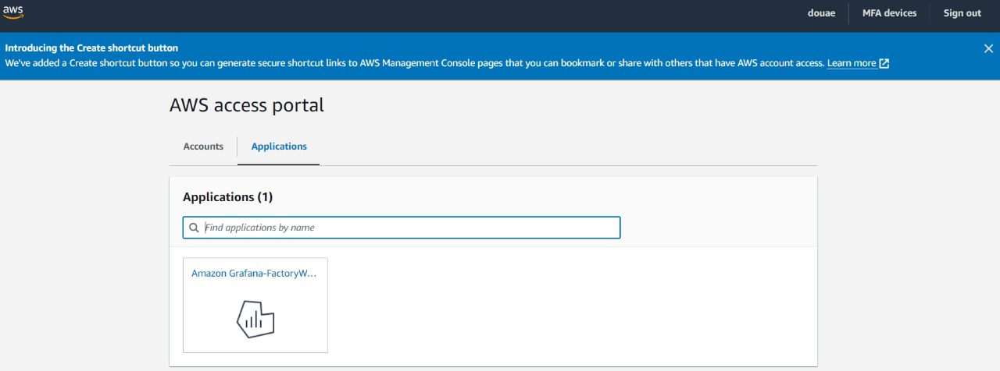 aws
douae
MFA devices
Sign out
Introducing the Create shortcut button
We've added a Create shortcut button so you can generate secure shortcut links to AWS Management Console pages that you can bookmark or share with others that have AWS account access. Learn more
AWS access portal
Accounts
Applications
Applications (1)
Find applications by name
Amazon Grafana-FactoryW...